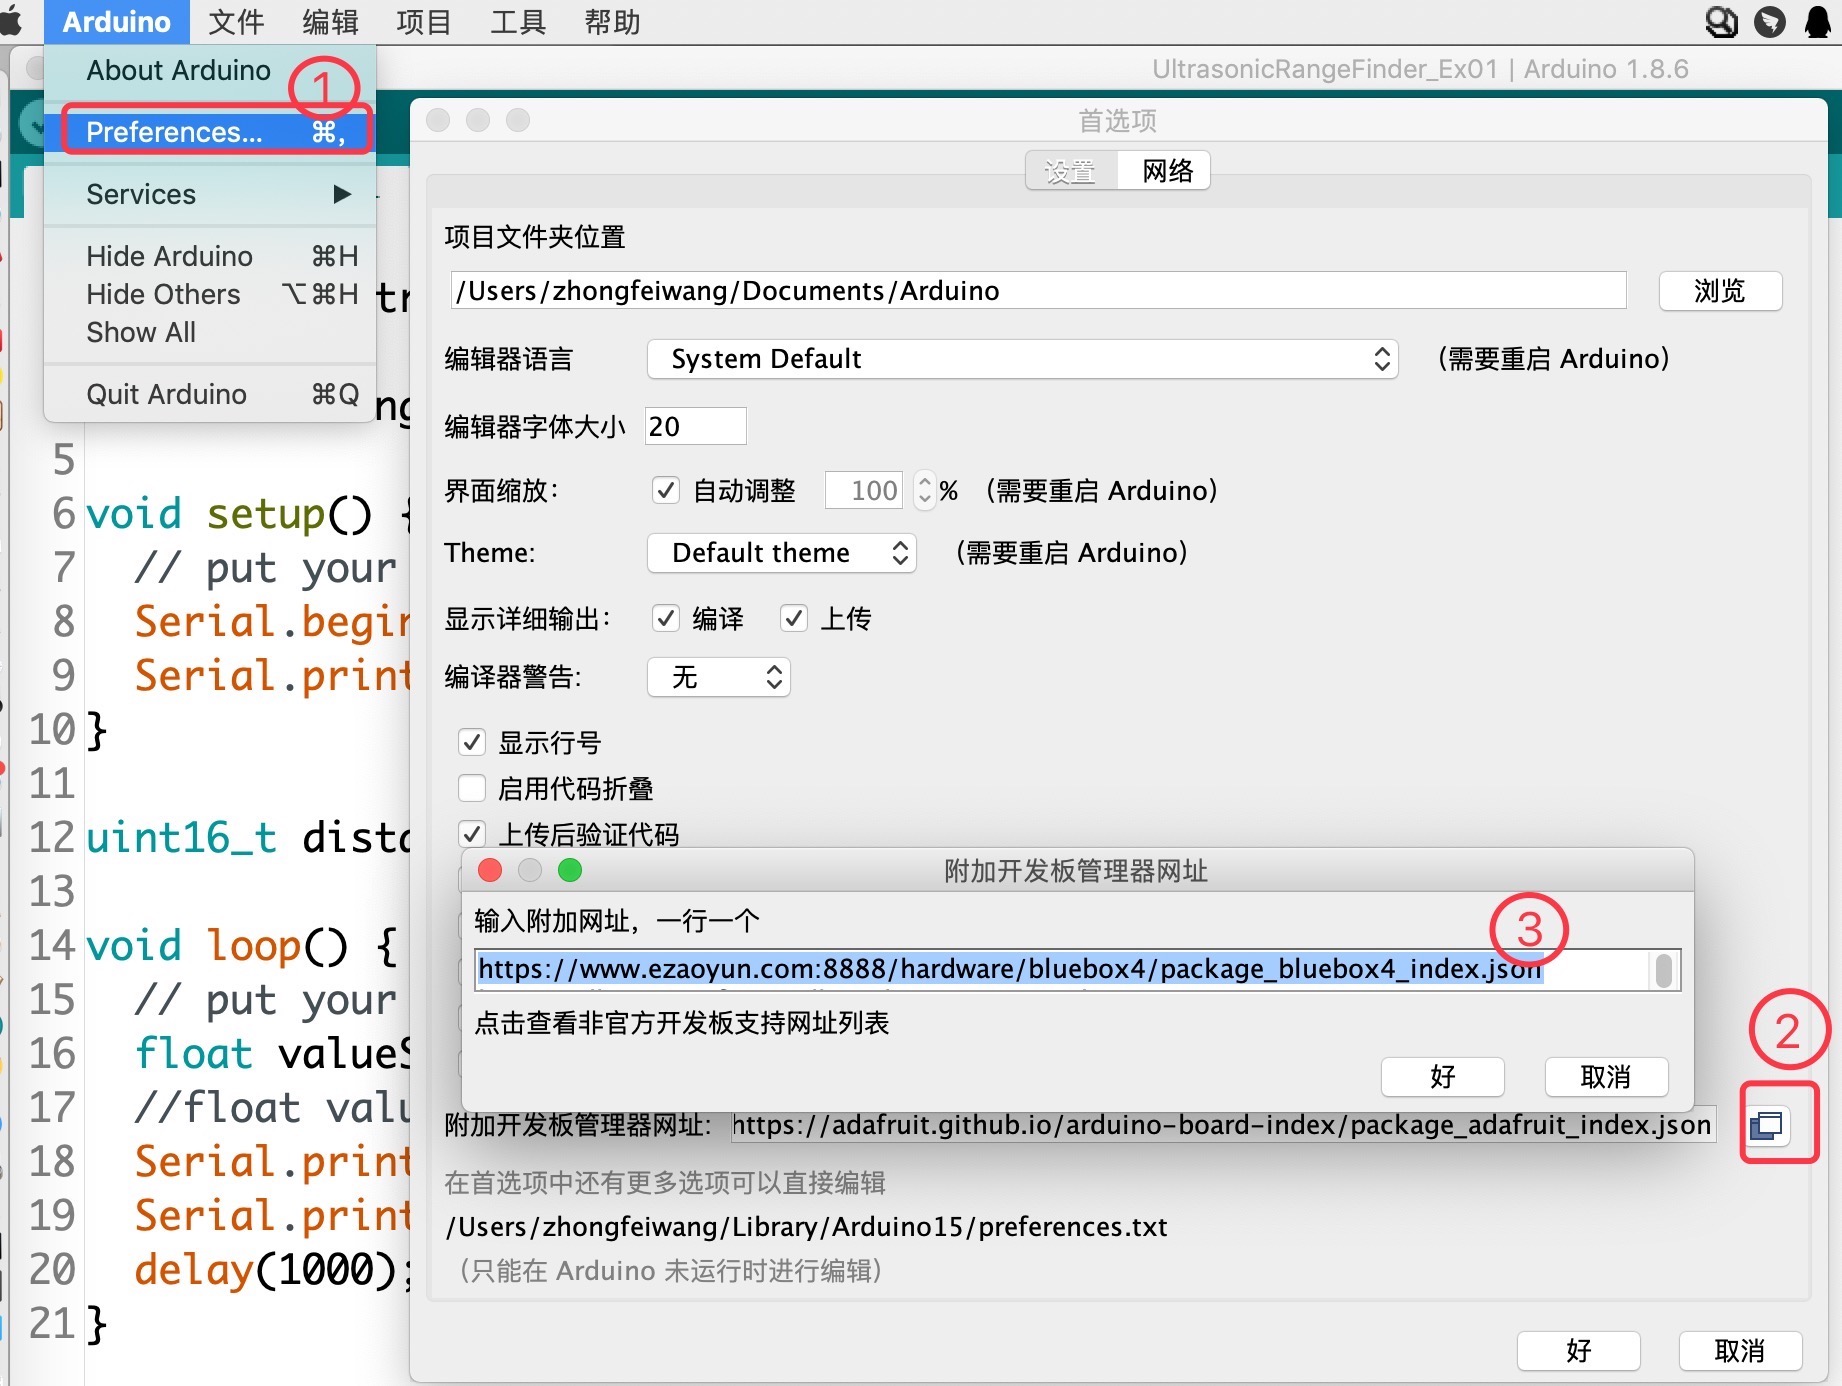 Arduino 文件 编辑 项目 工具 帮助
UltrasonicRangeFinder_Ex01 | Arduino 1.8.6
About Arduino
①
Preferences... ⌘,
Services ▶
Hide Arduino ⌘H
Hide Others ⌥⌘H
Show All
Quit Arduino ⌘Q
5
6 void setup() {
7 // put your
8 Serial.begin
9 Serial.print
10 }
11
12 uint16_t dista
13
14 void loop() {
15 // put your
16 float valueS
17 //float valu
18 Serial.print
19 Serial.print
20 delay(1000);
21 }
首选项
设置 网络
项目文件夹位置
/Users/zhongfeiwang/Documents/Arduino 浏览
编辑器语言 System Default （需要重启 Arduino）
编辑器字体大小 20
界面缩放： 自动调整 100 % （需要重启 Arduino）
Theme: Default theme （需要重启 Arduino）
显示详细输出： 编译 上传
编译器警告: 无
显示行号
启用代码折叠
上传后验证代码
附加开发板管理器网址
输入附加网址，一行一个
③
https://www.ezaoyun.com:8888/hardware/bluebox4/package_bluebox4_index.json
点击查看非官方开发板支持网址列表
好 取消
②
附加开发板管理器网址: https://adafruit.github.io/arduino-board-index/package_adafruit_index.json
在首选项中还有更多选项可以直接编辑
/Users/zhongfeiwang/Library/Arduino15/preferences.txt
（只能在 Arduino 未运行时进行编辑）
好 取消